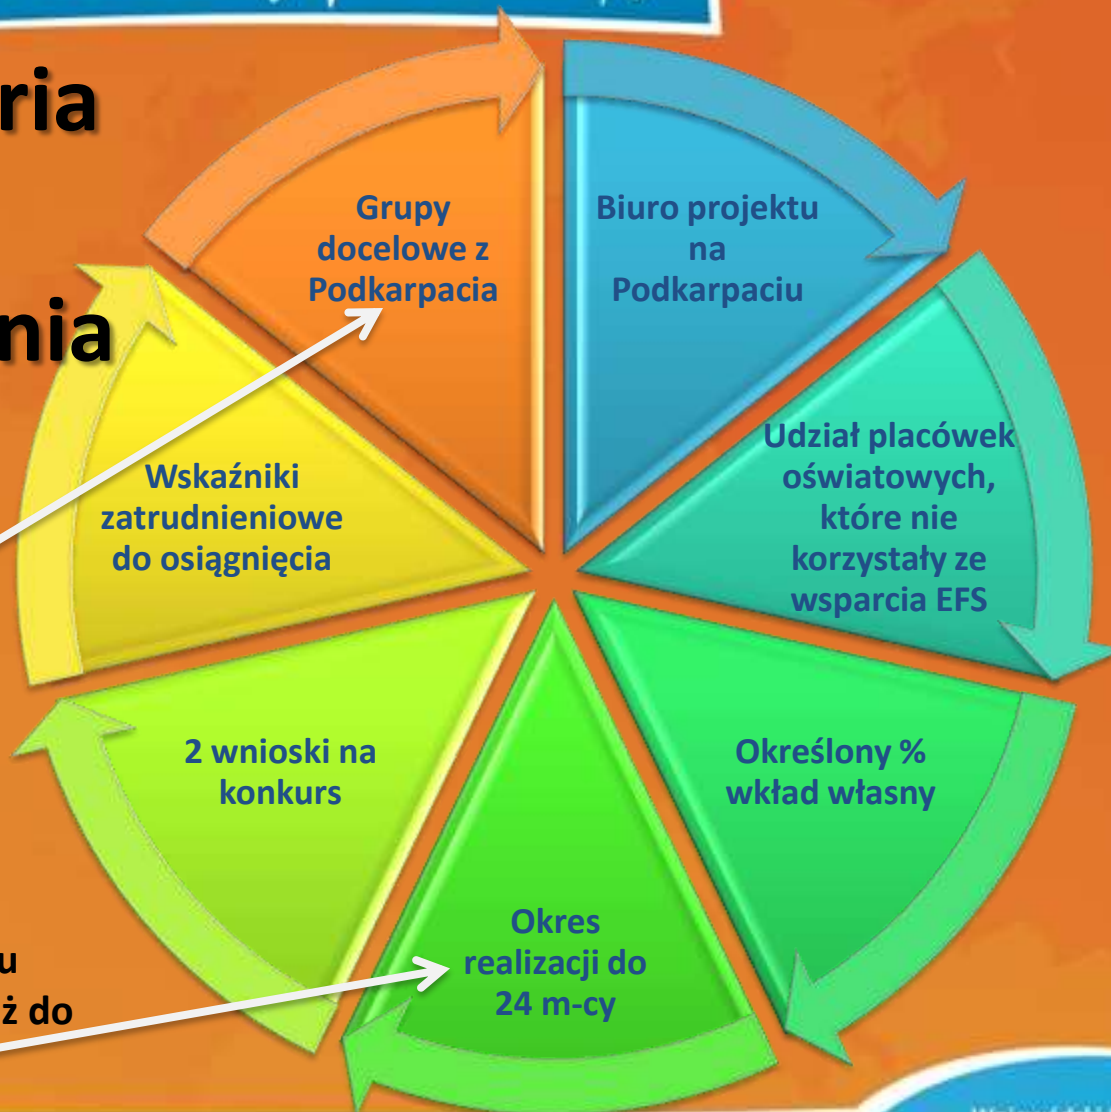 ria
nia
Grupy
docelowe z
Podkarpacia
Biuro projektu
na
Podkarpaciu
Udział placówek
oświatowych,
które nie
korzystały ze
wsparcia EFS
Określony %
wkład własny
Okres
realizacji do
24 m-cy
2 wnioski na
konkurs
Wskaźniki
zatrudnieniowe
do osiągnięcia
u
ż do